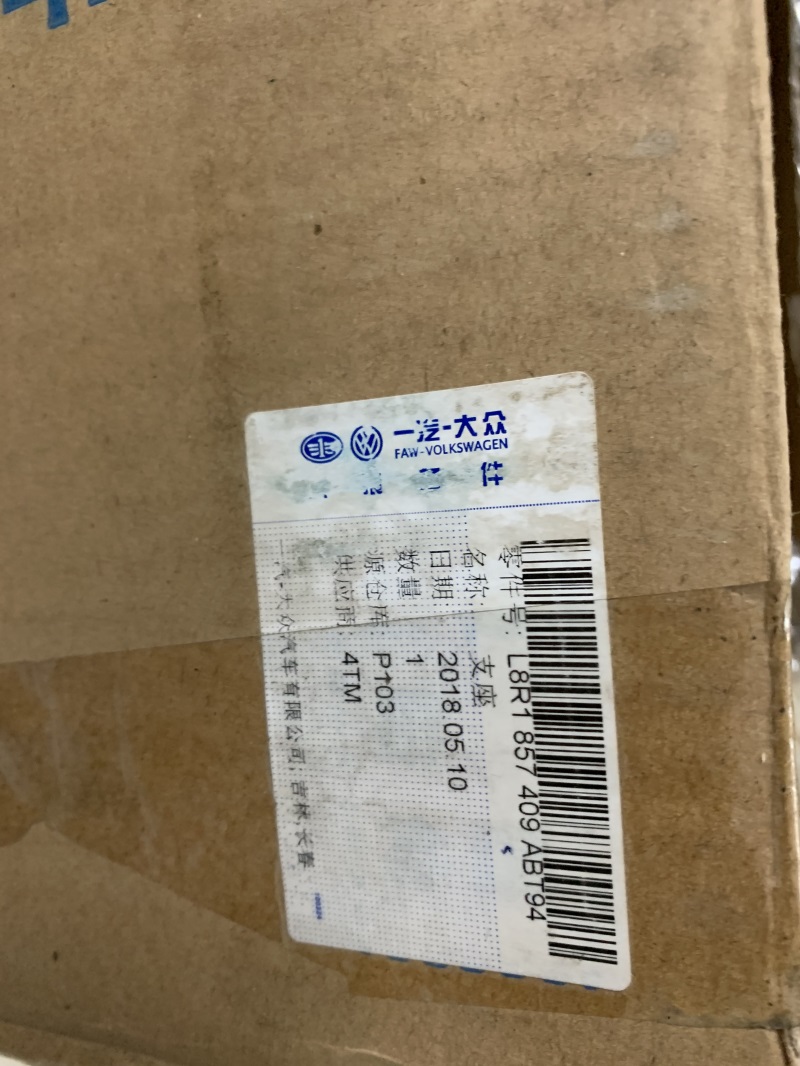 一汽-大众
FAW-VOLKSWAGEN
零件号: L8R1 857 409 ABT94
名称: 支座
日期: 2018.05.10
数量: 1
源仓库: P103
供应商: 4TM
一汽-大众汽车有限公司; 吉林,长春